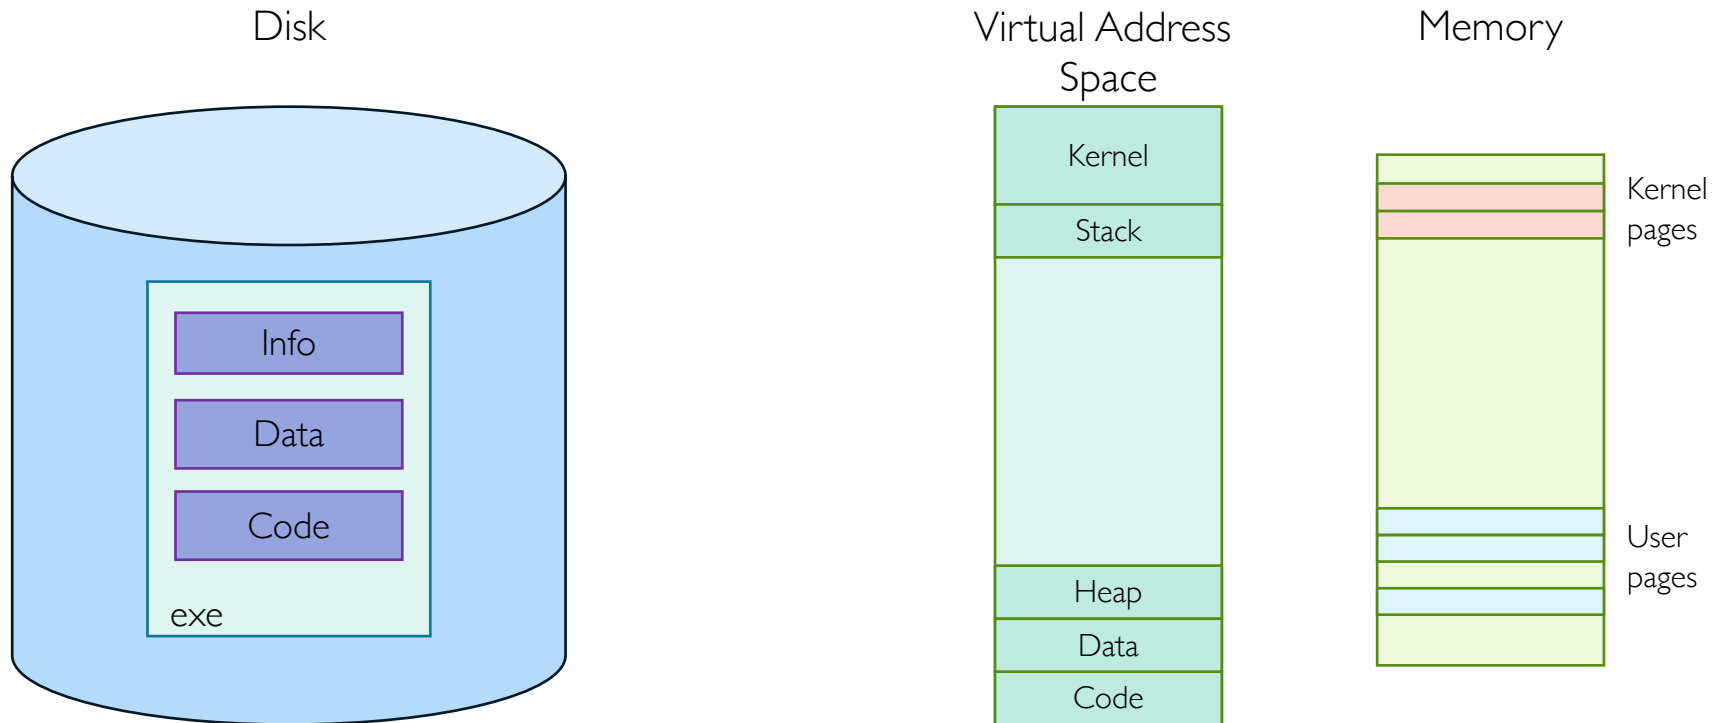 Disk
Info
Data
Code
exe
Virtual Address
Space
Kernel
Stack
Heap
Data
Code
Memory
Kernel
pages
User
pages